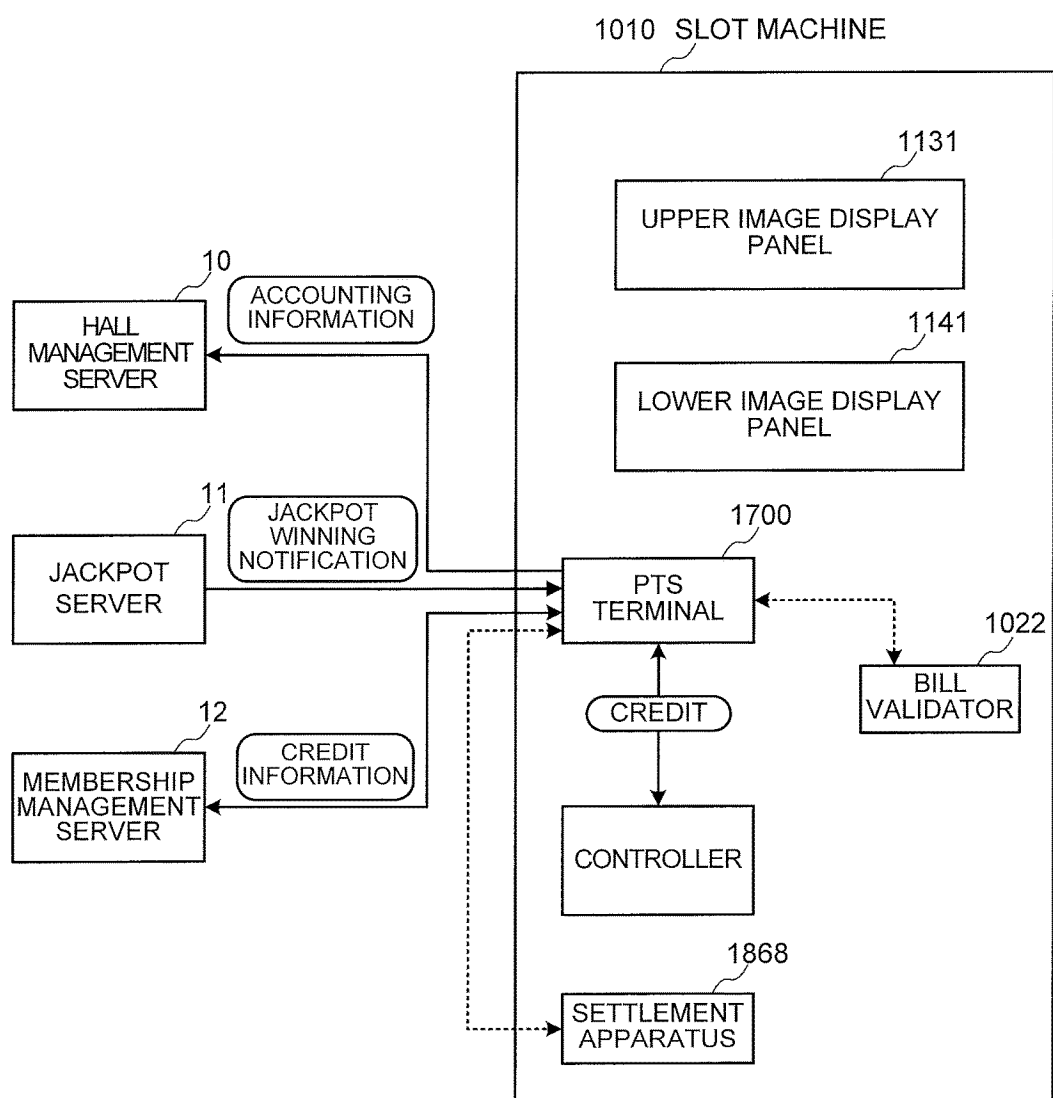 1010 SLOT MACHINE
1131
UPPER IMAGE DISPLAY
PANEL
10
HALL
MANAGEMENT
SERVER
ACCOUNTING
INFORMATION
1141
LOWER IMAGE DISPLAY
PANEL
11
JACKPOT
SERVER
JACKPOT
WINNING
NOTIFICATION
1700
PTS
TERMINAL
1022
BILL
VALIDATOR
CREDIT
12
MEMBERSHIP
MANAGEMENT
SERVER
CREDIT
INFORMATION
CONTROLLER
1868
SETTLEMENT
APPARATUS